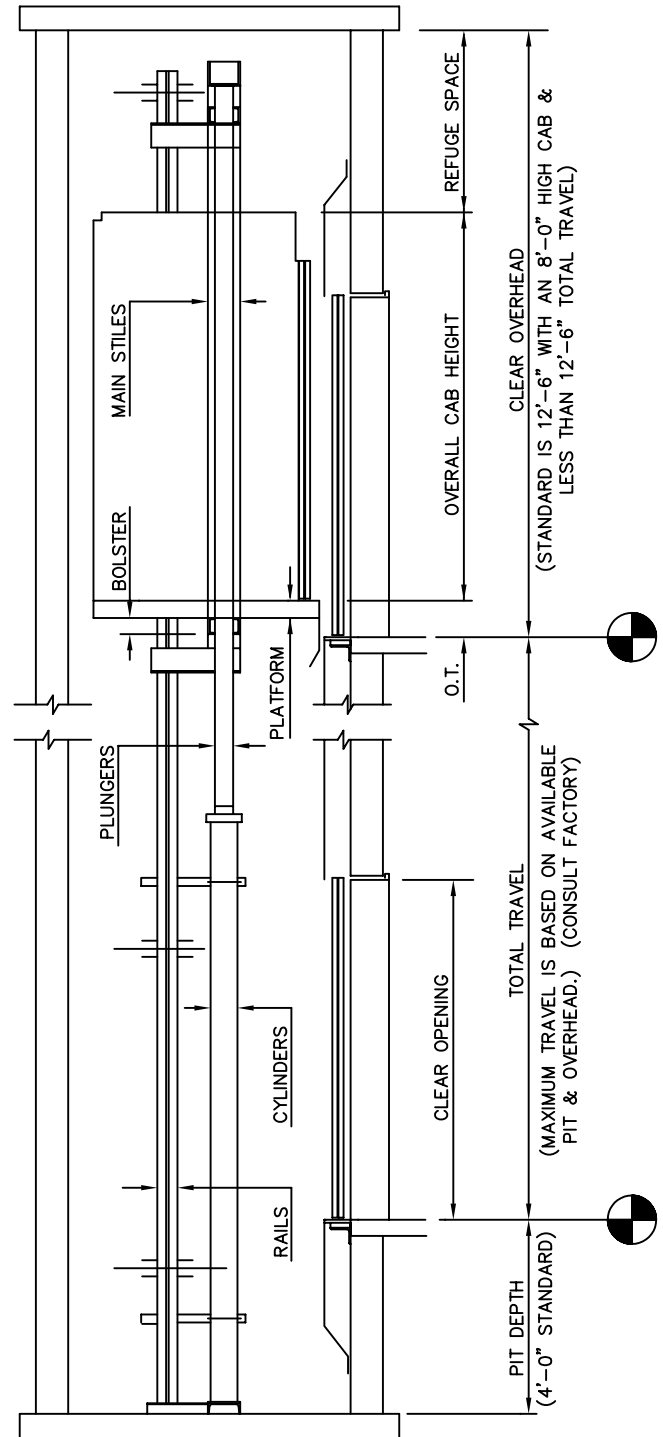 REFUGE SPACE
CLEAR OVERHEAD
(STANDARD IS 12'-6" WITH AN 8'-0" HIGH CAB &
LESS THAN 12'-6" TOTAL TRAVEL)
MAIN STILES
OVERALL CAB HEIGHT
BOLSTER
PLATFORM
O.T.
PLUNGERS
TOTAL TRAVEL
(MAXIMUM TRAVEL IS BASED ON AVAILABLE
PIT & OVERHEAD.) (CONSULT FACTORY)
CLEAR OPENING
CYLINDERS
RAILS
PIT DEPTH
(4'-0" STANDARD)